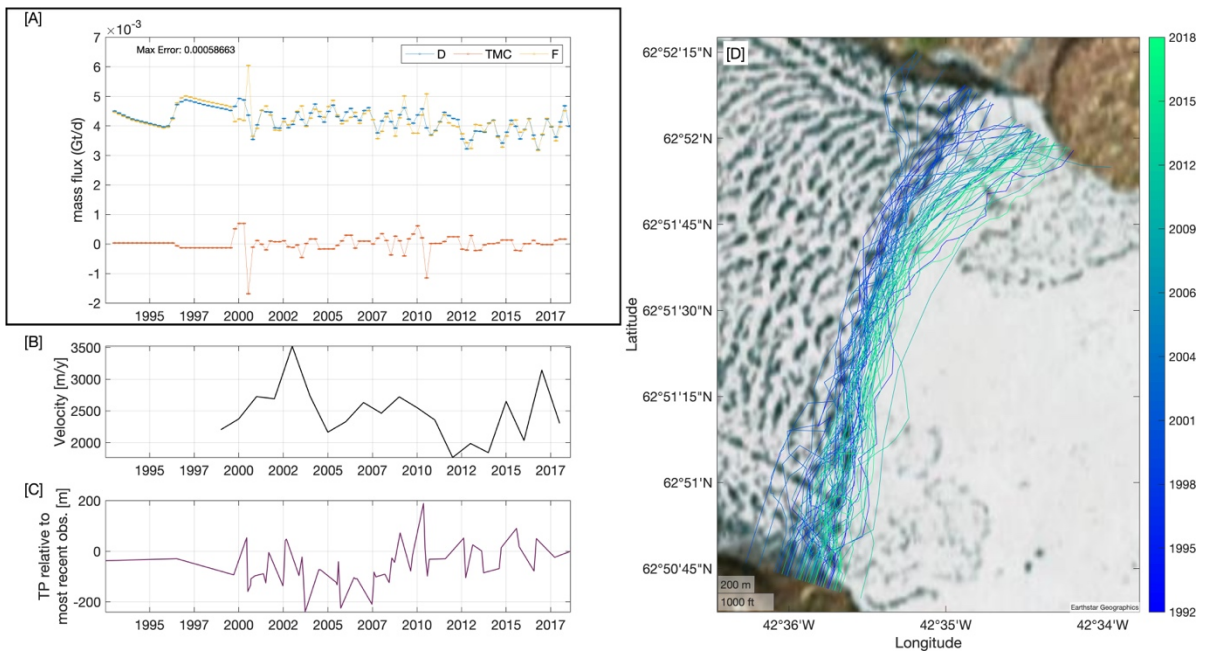 [A]
×10⁻³
Max Error: 0.00058663
D TMC F
7
6
5
4
3
2
1
0
-1
-2
mass flux (Gt/d)
1995 1997 2000 2002 2005 2007 2010 2012 2015 2017
[B]
3500
3000
2500
2000
Velocity [m/y]
1995 1997 2000 2002 2005 2007 2010 2012 2015 2017
[C]
200
0
-200
TP relative to
most recent obs. [m]
1995 1997 2000 2002 2005 2007 2010 2012 2015 2017
[D]
62°52'15"N
62°52'N
62°51'45"N
62°51'30"N
62°51'15"N
62°51'N
62°50'45"N
Latitude
200 m
1000 ft
Earthstar Geographics
42°36'W 42°35'W 42°34'W
Longitude
2018
2015
2012
2009
2006
2004
2001
1998
1995
1992